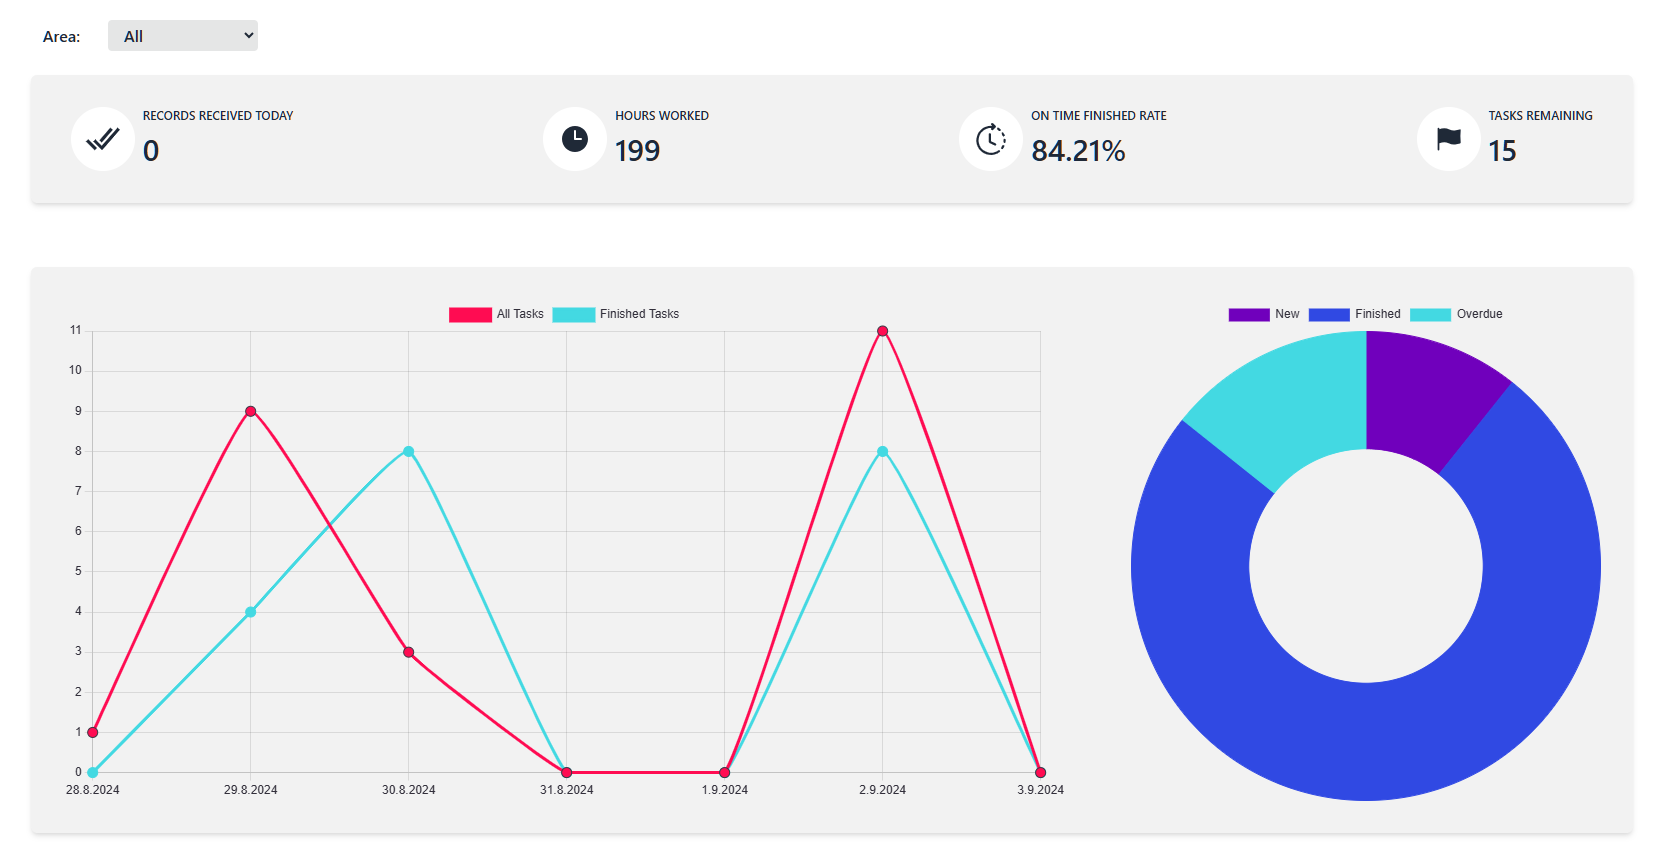 Area: All
RECORDS RECEIVED TODAY
0
HOURS WORKED
199
ON TIME FINISHED RATE
84.21%
TASKS REMAINING
15
All Tasks Finished Tasks
11
10
9
8
7
6
5
4
3
2
1
0
28.8.2024 29.8.2024 30.8.2024 31.8.2024 1.9.2024 2.9.2024 3.9.2024
New Finished Overdue